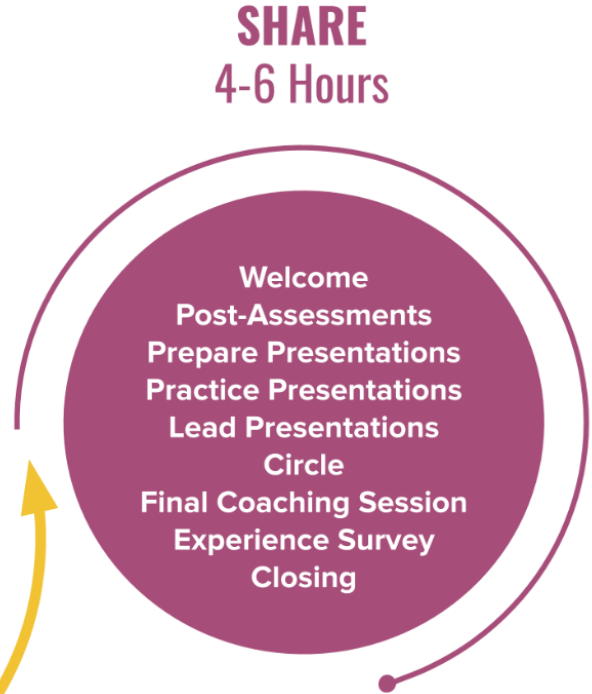 SHARE
4-6 Hours
Welcome
Post-Assessments
Prepare Presentations
Practice Presentations
Lead Presentations
Circle
Final Coaching Session
Experience Survey
Closing